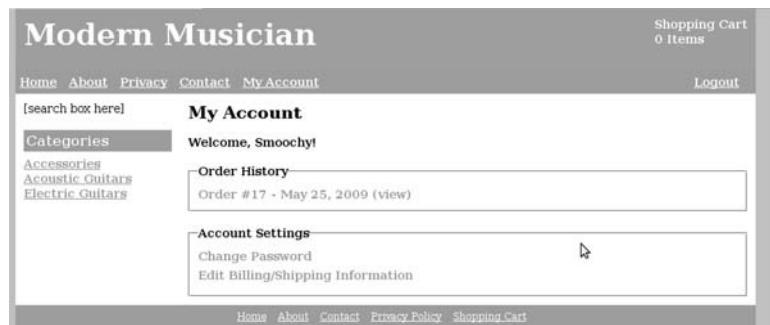 Modern Musician
Shopping Cart
0 Items
Home About Privacy Contact My Account Logout
[search box here]
Categories
Accessories
Acoustic Guitars
Electric Guitars
My Account
Welcome, Smoochy!
Order History
Order #17 - May 25, 2009 (view)
Account Settings
Change Password
Edit Billing/Shipping Information
Home About Contact Privacy Policy Shopping Cart